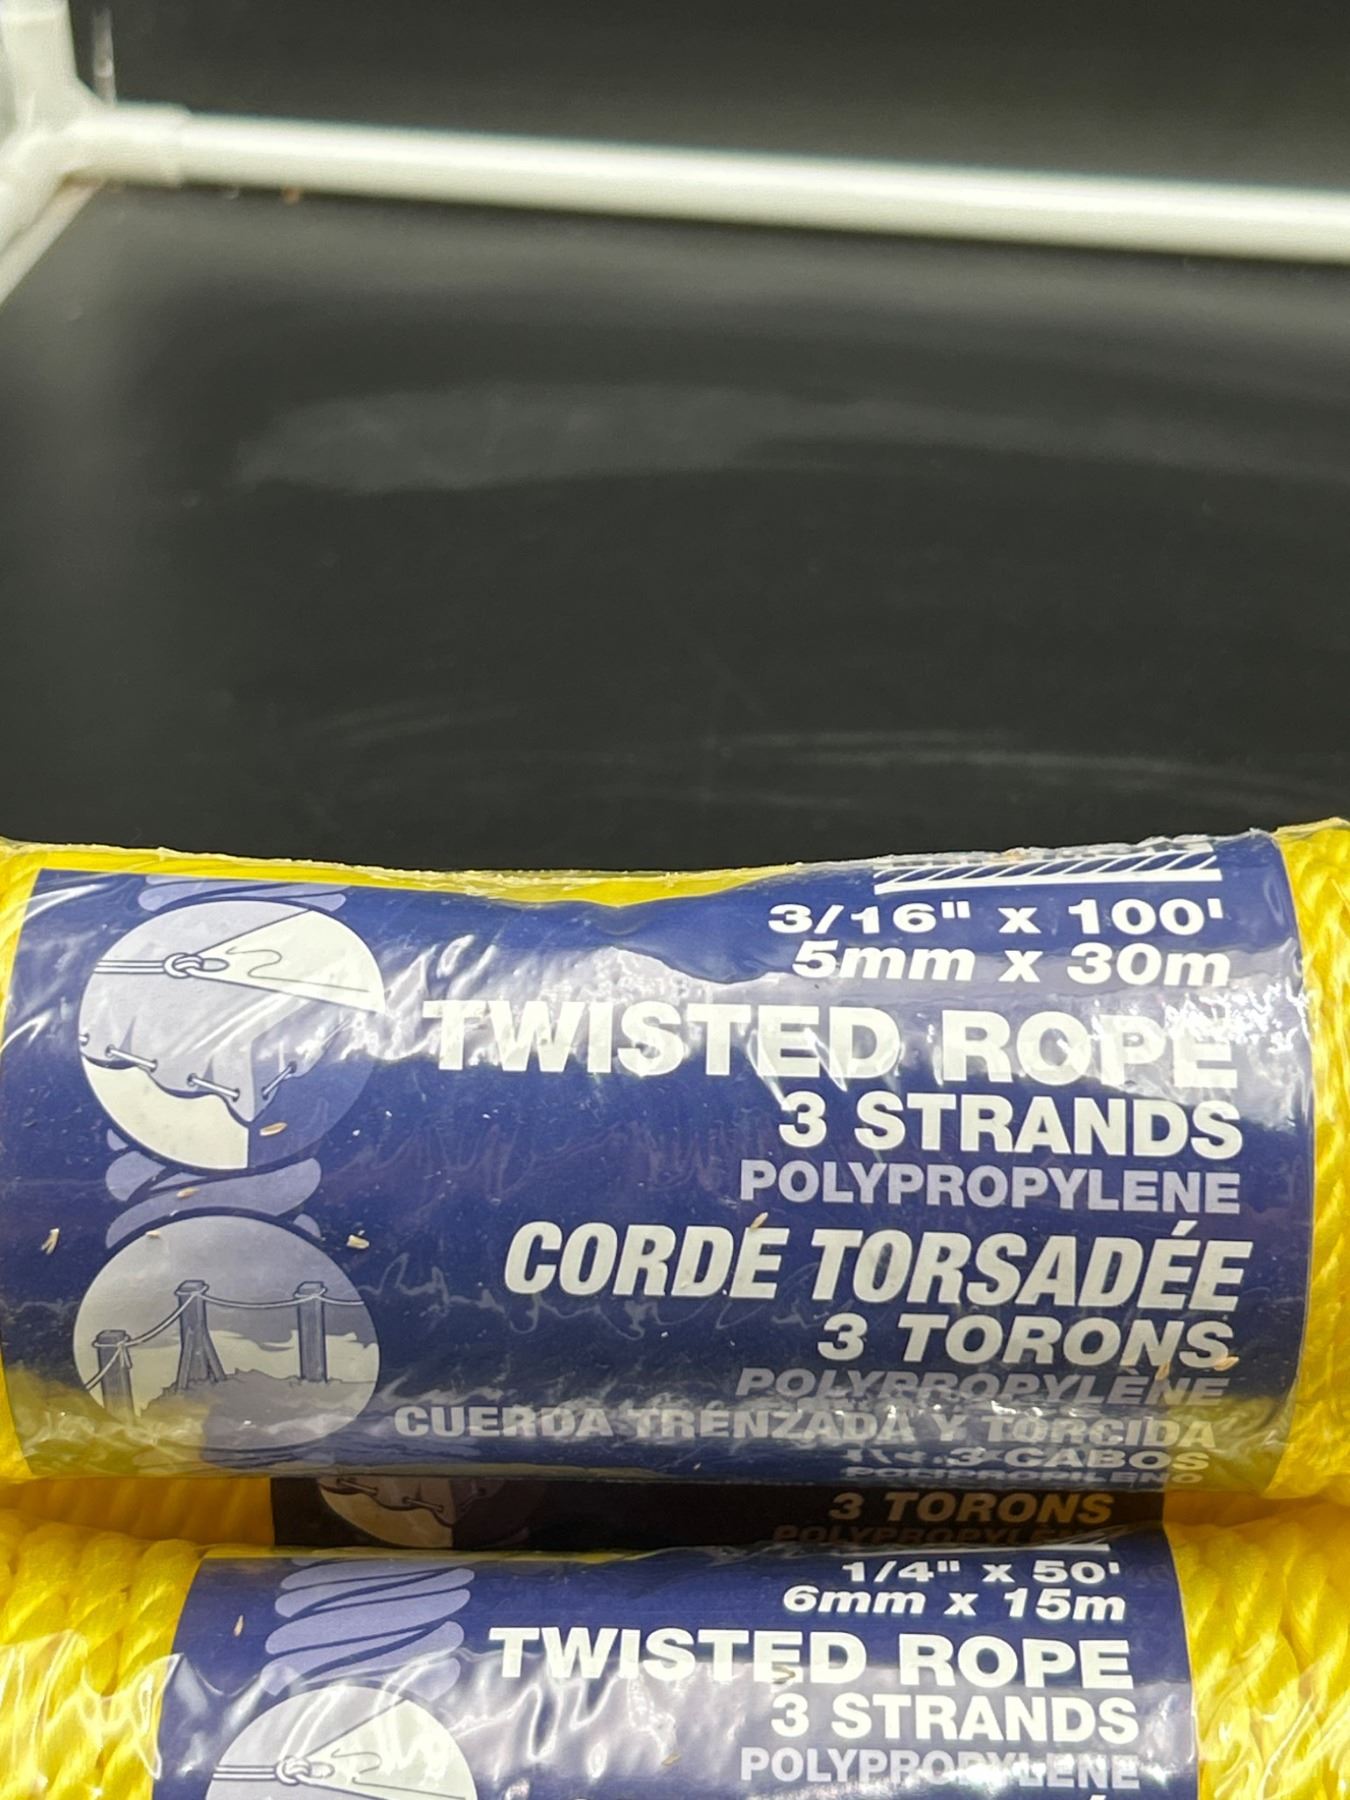 3/16" x 100'
5mm x 30m
TWISTED ROPE
3 STRANDS
POLYPROPYLENE
CORDE TORSADÉE
3 TORONS
POLYPROPYLÈNE
CUERDA TRENZADA Y TORCIDA
3 CABOS
POLIPROPILENO
3 TORONS
POLYPROPYLÈNE
1/4" x 50'
6mm x 15m
TWISTED ROPE
3 STRANDS
POLYPROPYLENE